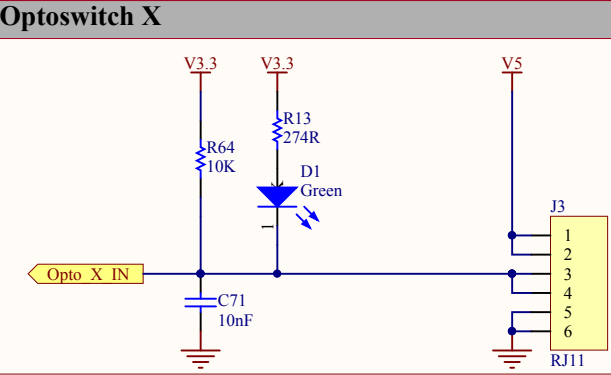 Optoswitch X
V3.3
V3.3
V5
R13
274R
R64
10K
D1
Green
1
J3
1
2
3
4
5
6
Opto_X_IN
C71
10nF
RJ11